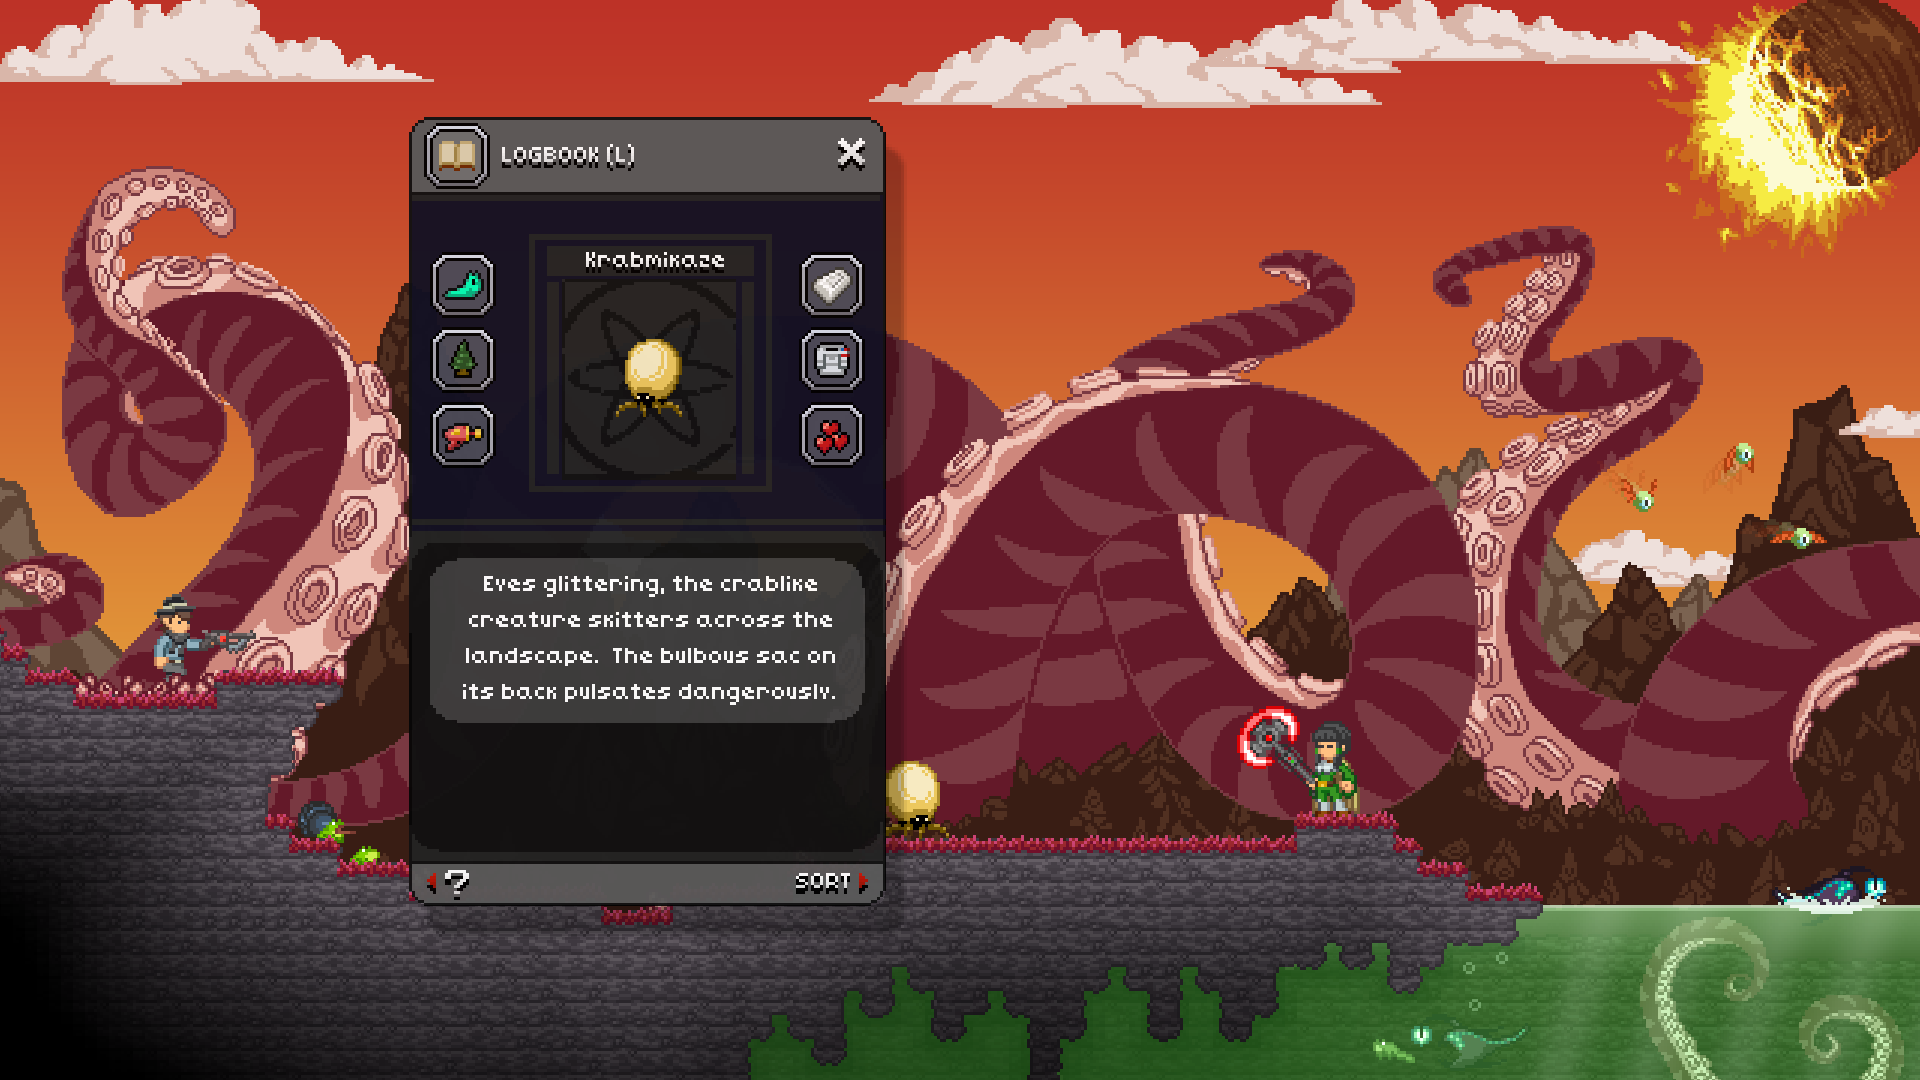 LOGBOOK (L)
Krabmikaze
Eyes glittering, the crablike
creature skitters across the
landscape. The bulbous sac on
its back pulsates dangerously.
?
SORT